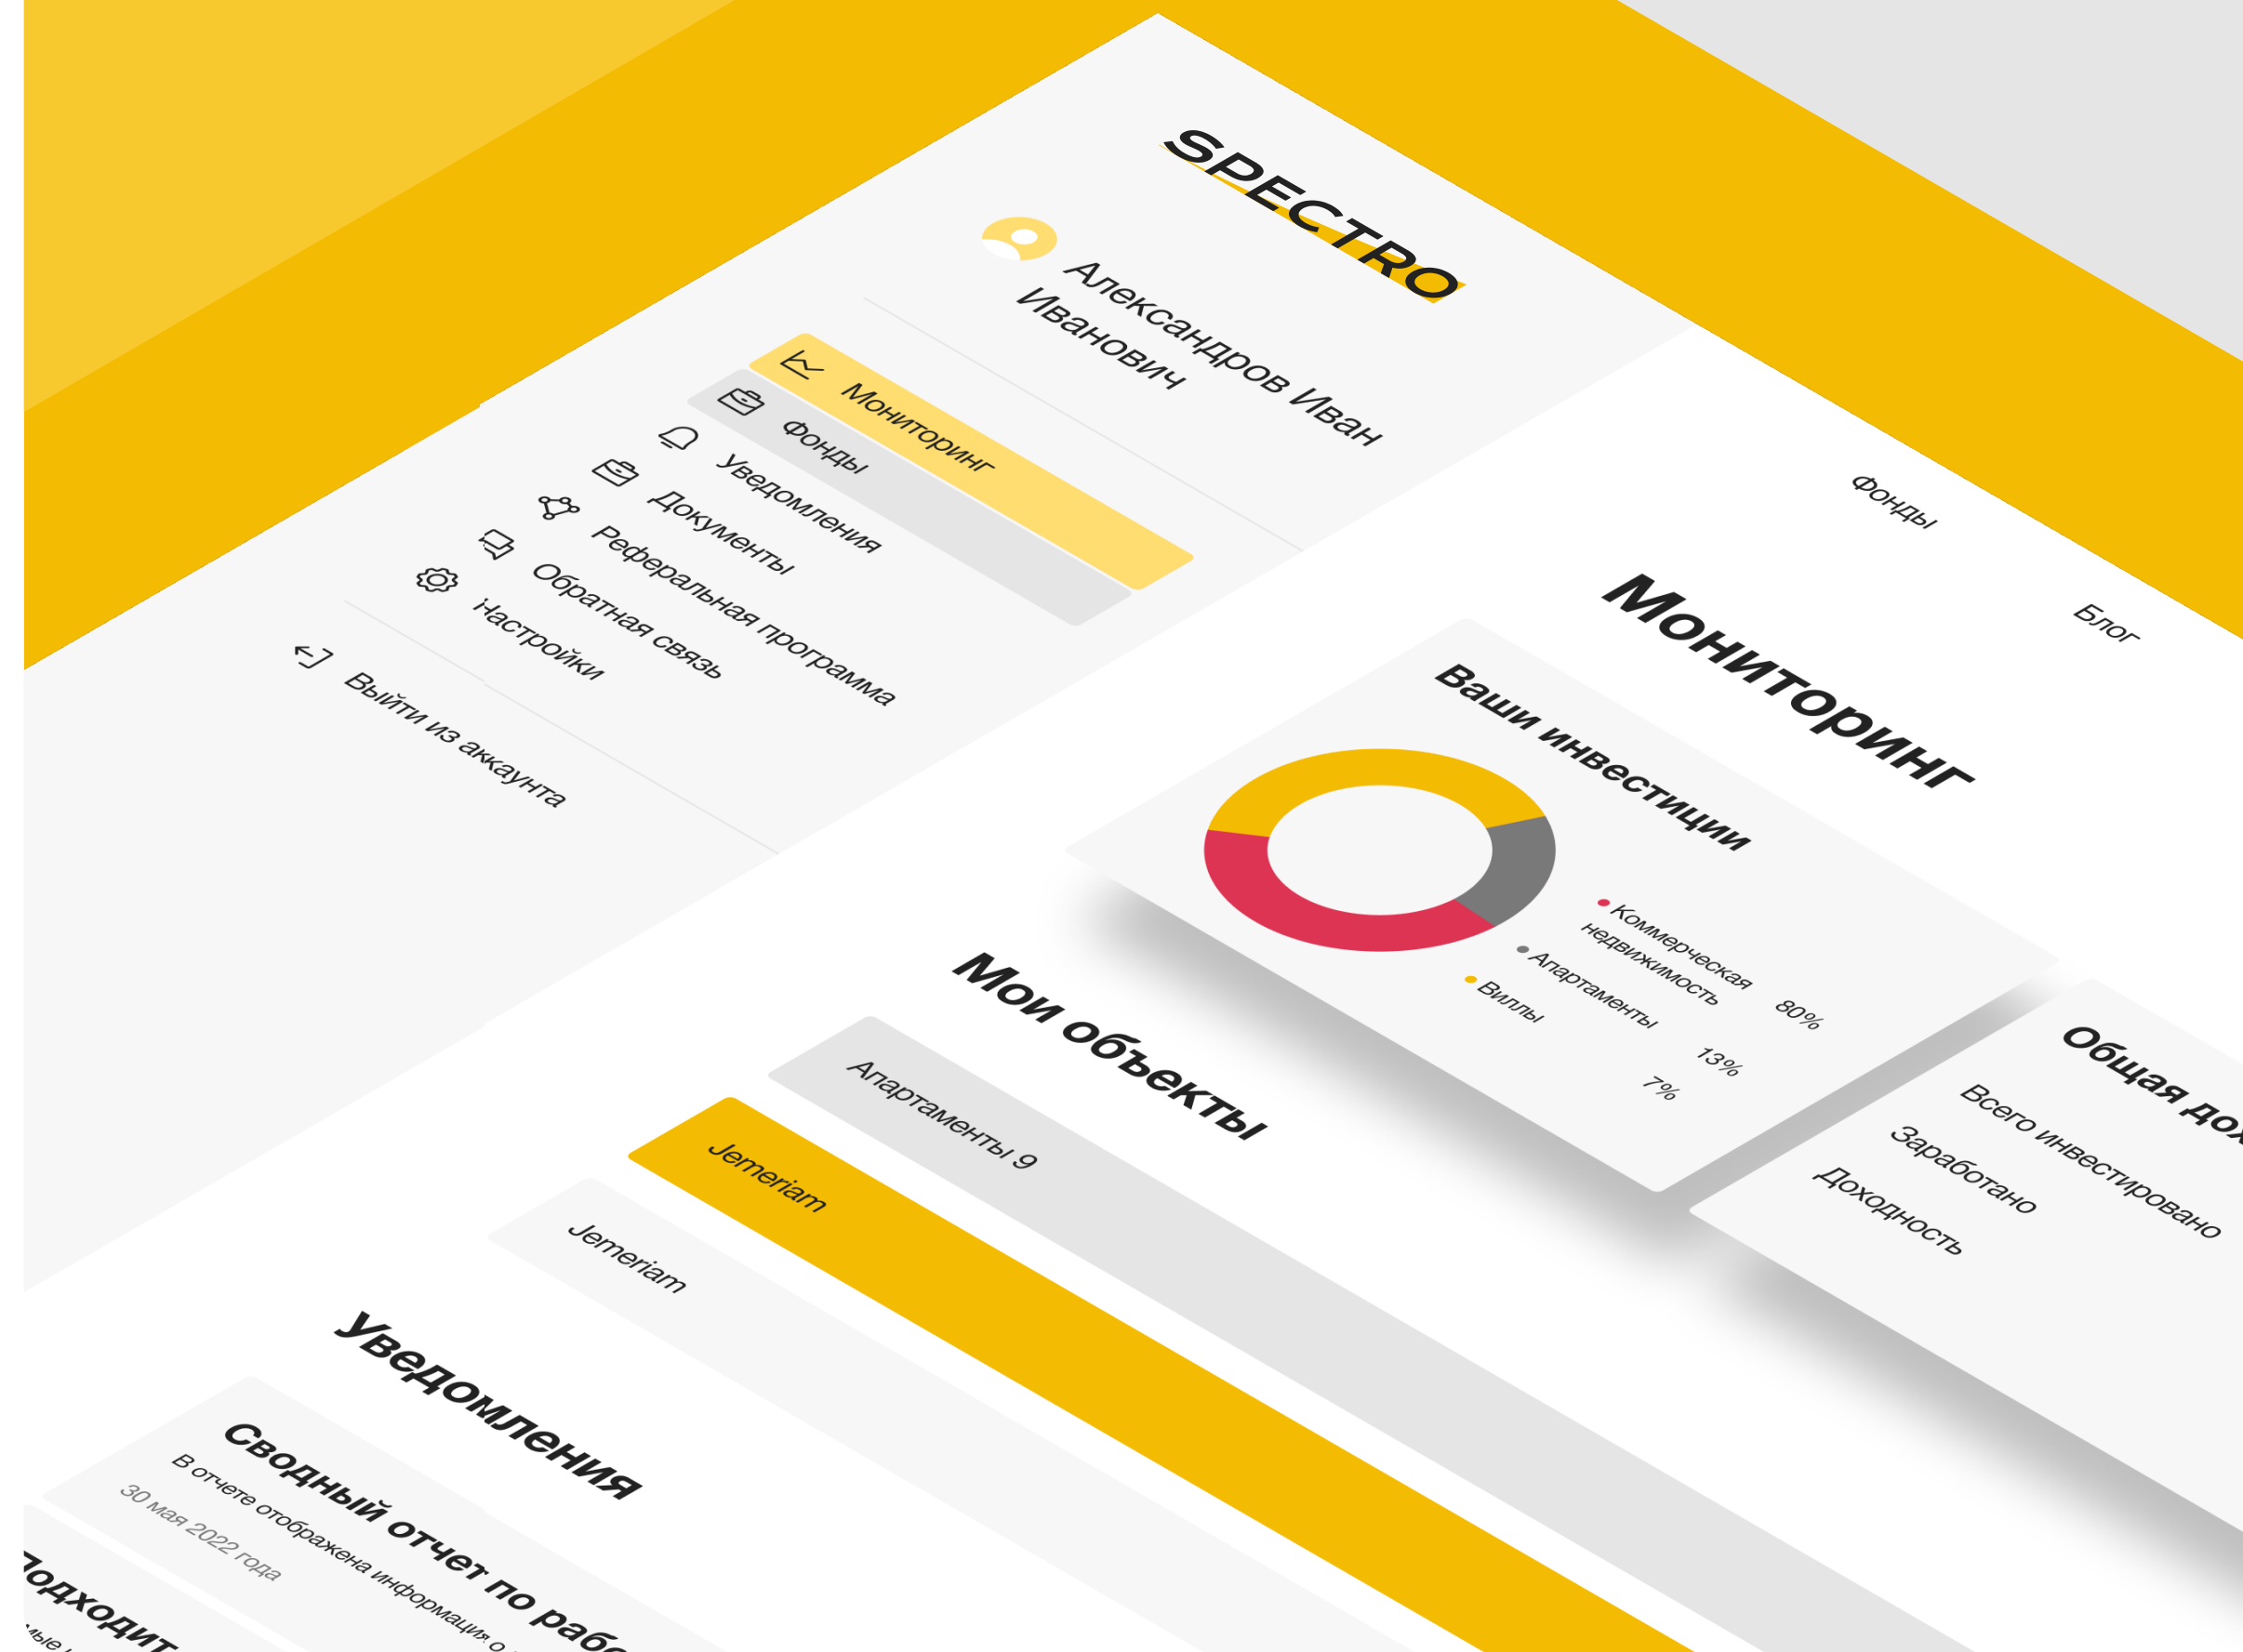 SPECTRO
Александров Иван
Иванович
Мониторинг
Фонды
Уведомления
Документы
Реферальная программа
Обратная связь
Настройки
Выйти из аккаунта
Фонды
Блог
Мониторинг
Ваши инвестиции
Коммерческая
недвижимость
80%
Апартаменты
13%
Виллы
7%
Общая
Всего инвестировано
Заработано
Доходность
Мои объекты
Апартаменты 9
Jemeriam
Jemeriam
Уведомления
Сводный отчет по
В отчете отображена информация о
30 мая 2022 года
Подходит